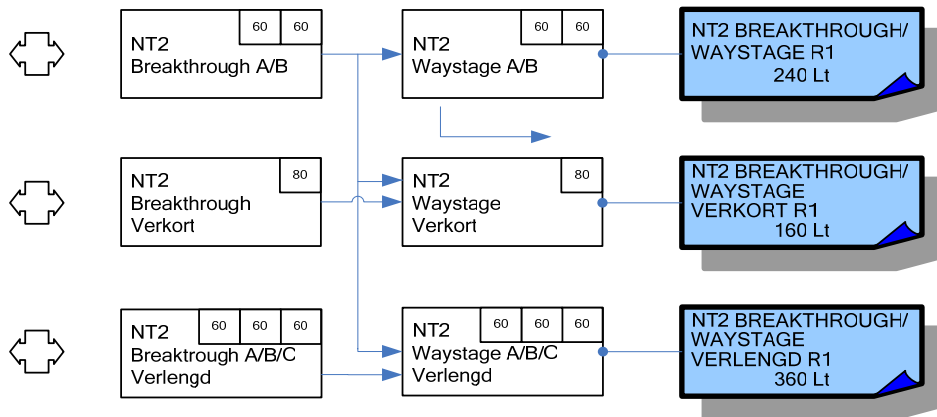 60 60
NT2
Breakthrough A/B
60 60
NT2
Waystage A/B
NT2 BREAKTHROUGH/
WAYSTAGE R1
240 Lt
80
NT2
Breakthrough
Verkort
80
NT2
Waystage
Verkort
NT2 BREAKTHROUGH/
WAYSTAGE
VERKORT R1
160 Lt
60 60 60
NT2
Breaktrough A/B/C
Verlengd
60 60 60
NT2
Waystage A/B/C
Verlengd
NT2 BREAKTHROUGH/
WAYSTAGE
VERLENGD R1
360 Lt